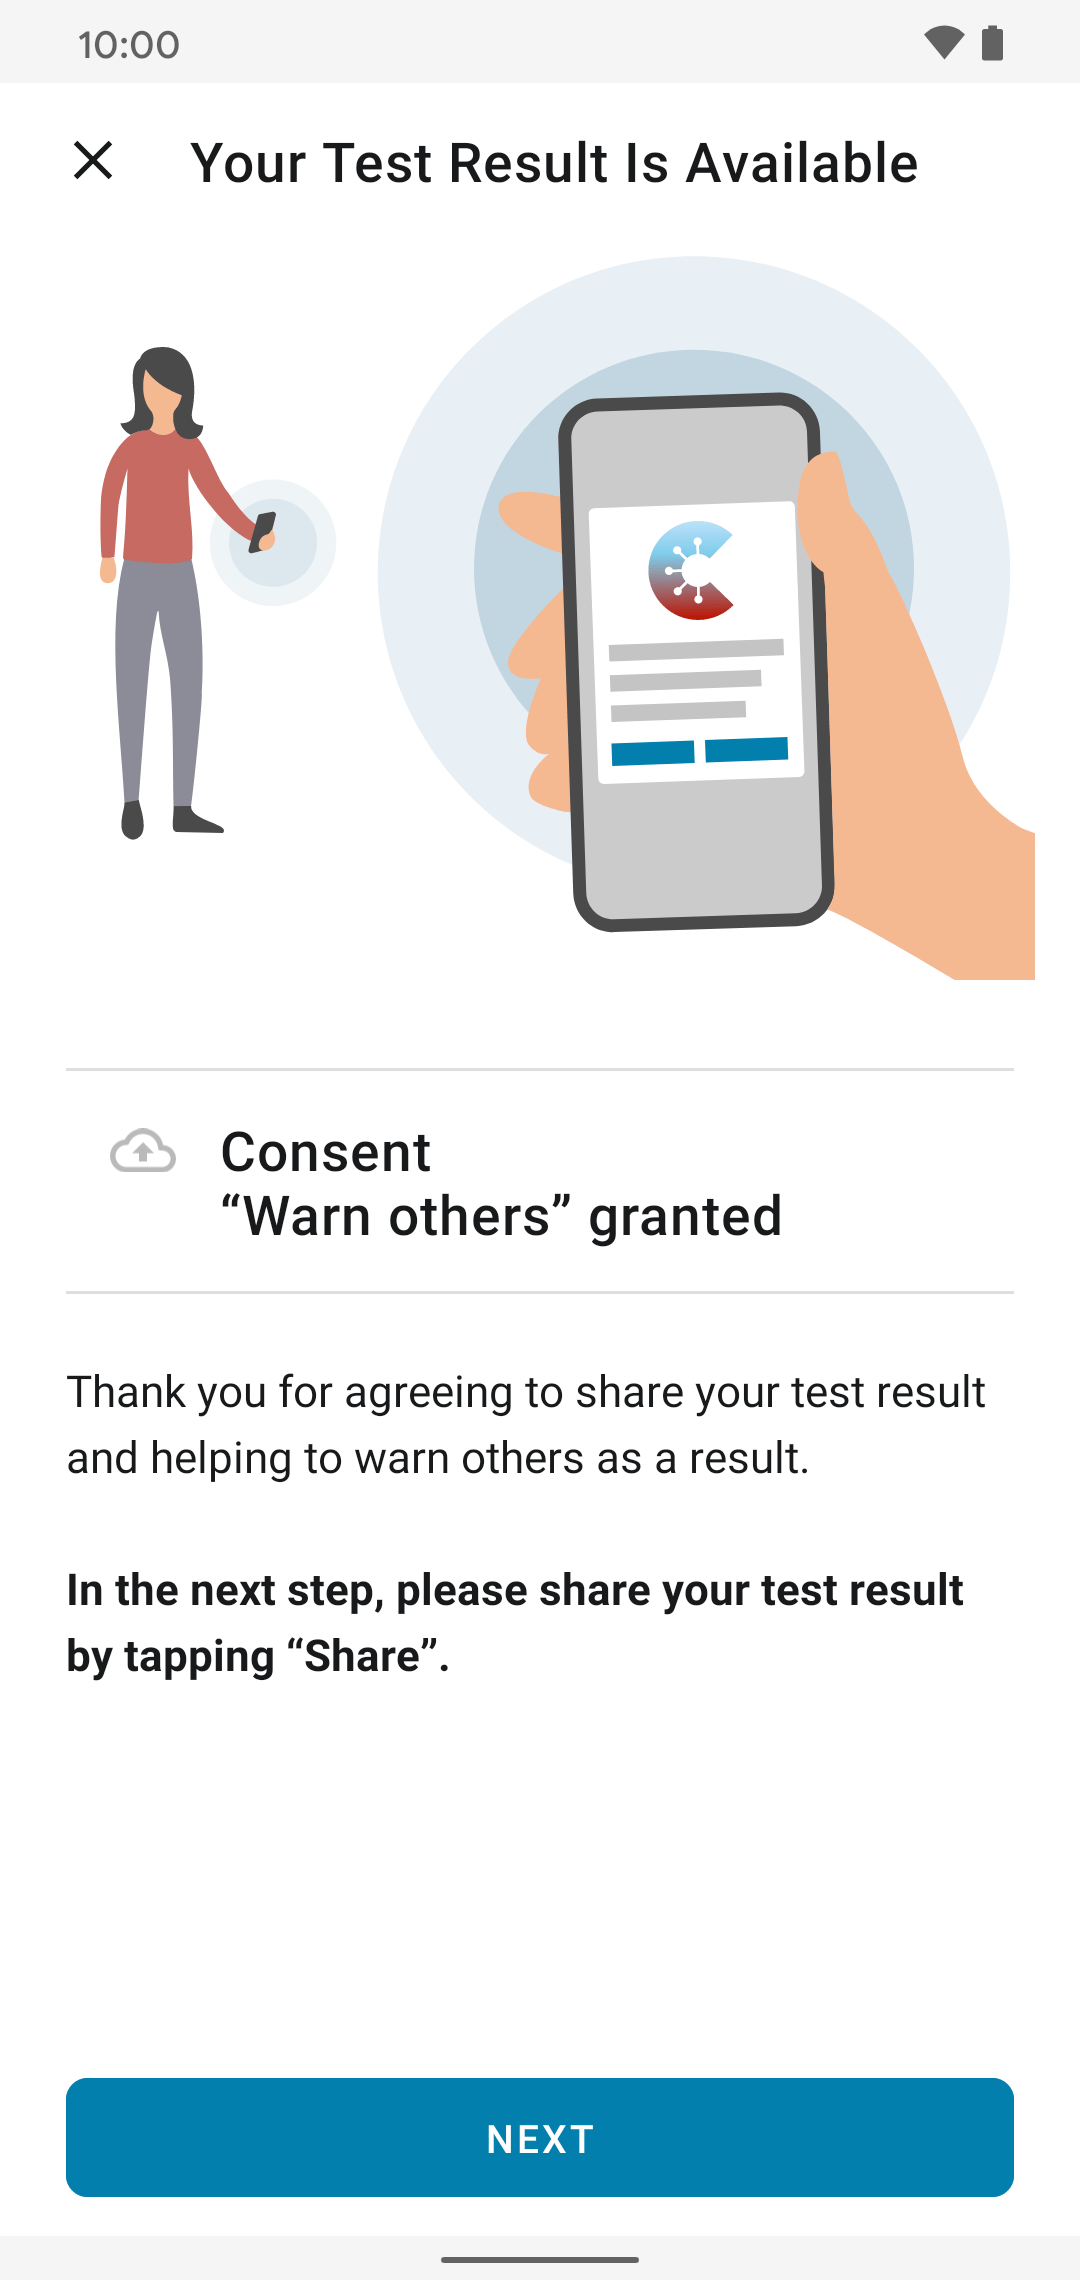 10:00
Your Test Result Is Available
Consent
“Warn others” granted
Thank you for agreeing to share your test result
and helping to warn others as a result.
In the next step, please share your test result
by tapping “Share”.
NEXT